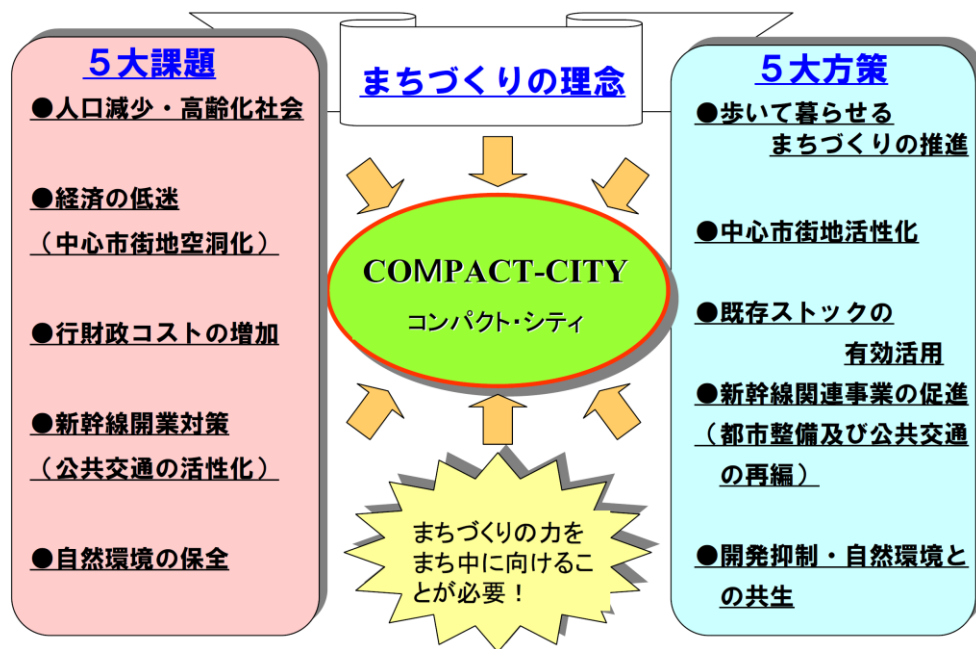 ５大課題
●人口減少・高齢化社会
●経済の低迷
（中心市街地空洞化）
●行財政コストの増加
●新幹線開業対策
（公共交通の活性化）
●自然環境の保全
まちづくりの理念
COMPACT-CITY
コンパクト・シティ
まちづくりの力を
まち中に向けるこ
とが必要！
５大方策
●歩いて暮らせる
まちづくりの推進
●中心市街地活性化
●既存ストックの
有効活用
●新幹線関連事業の促進
（都市整備及び公共交通
の再編）
●開発抑制・自然環境と
の共生